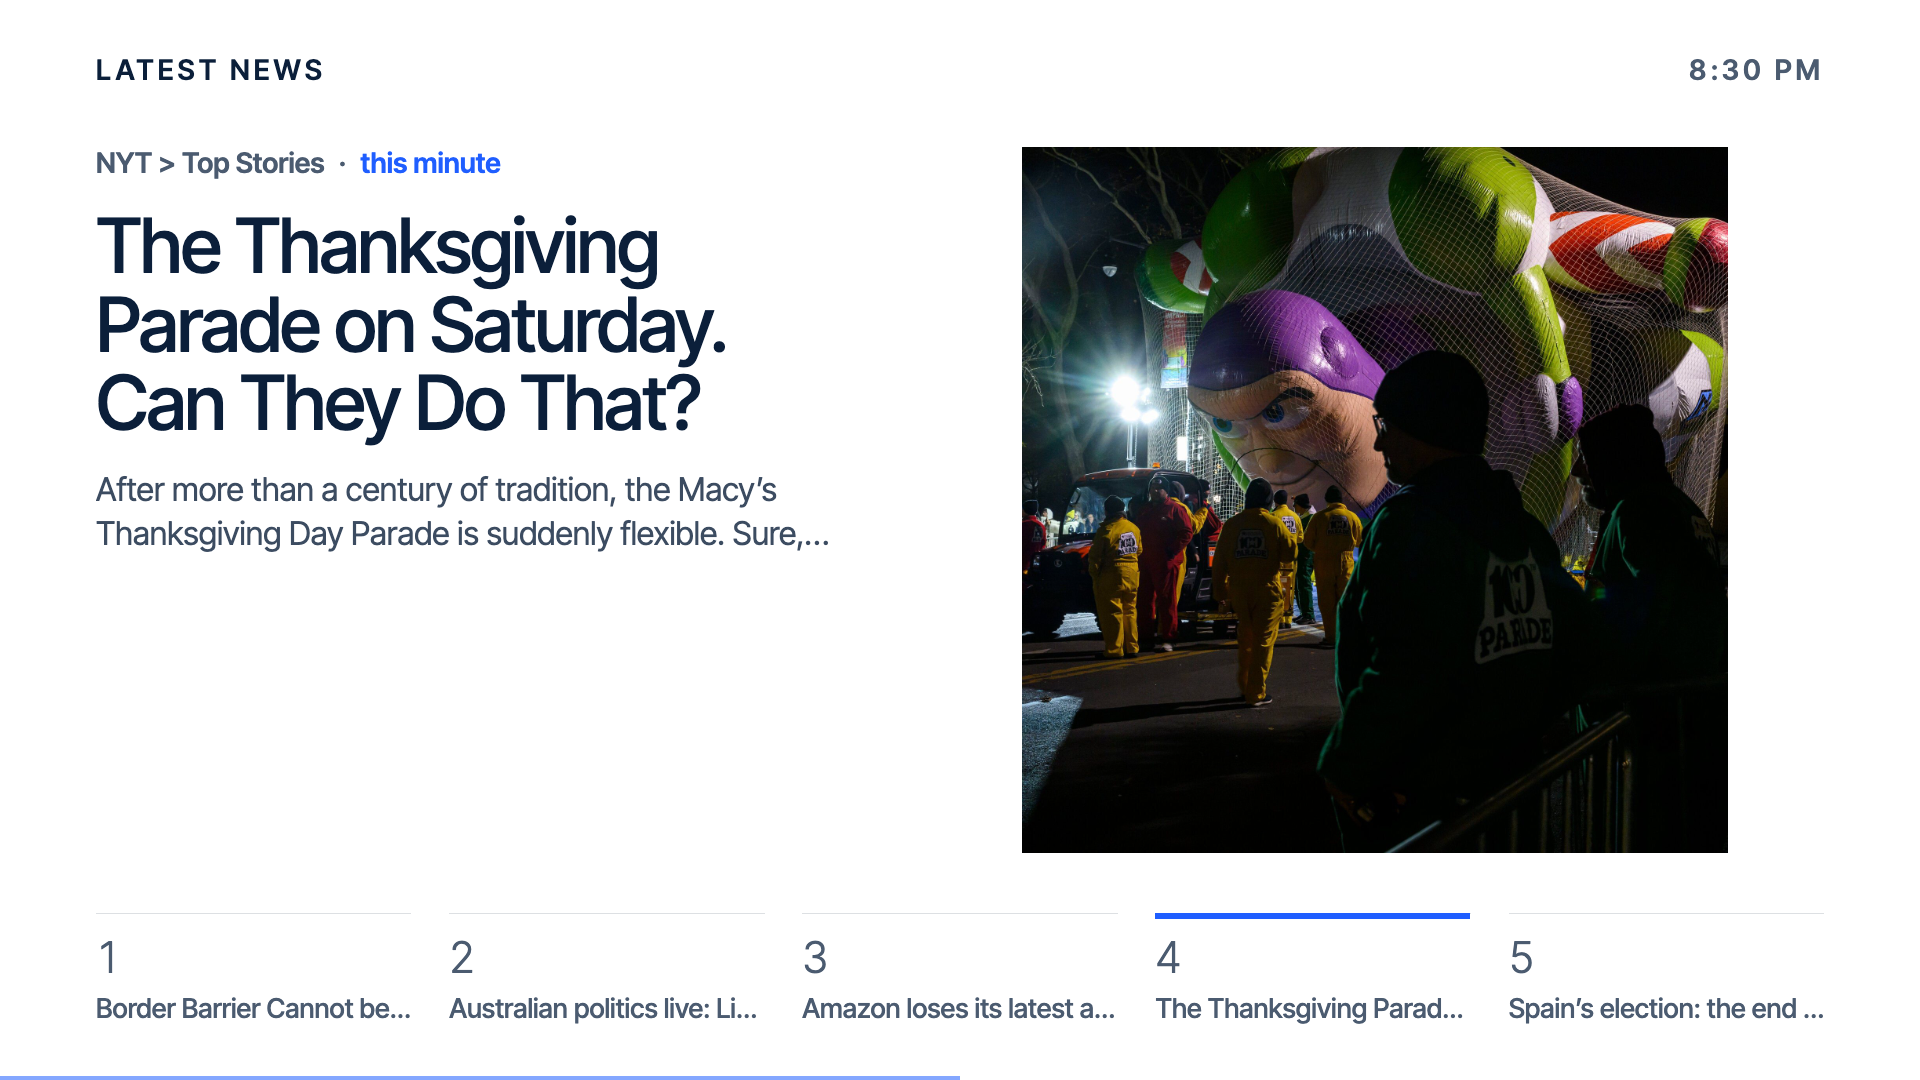 LATEST NEWS
8:30 PM
NYT > Top Stories · this minute
The Thanksgiving
Parade on Saturday.
Can They Do That?
After more than a century of tradition, the Macy’s
Thanksgiving Day Parade is suddenly flexible. Sure,...
100
PARADE
1
Border Barrier Cannot be...
2
Australian politics live: Li...
3
Amazon loses its latest a...
4
The Thanksgiving Parad...
5
Spain’s election: the end ...